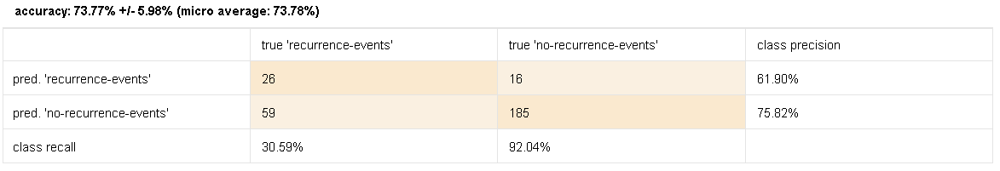 accuracy: 73.77% +/- 5.98% (micro average: 73.78%)
true 'recurrence-events' true 'no-recurrence-events' class precision
pred. 'recurrence-events' 26 16 61.90%
pred. 'no-recurrence-events' 59 185 75.82%
class recall 30.59% 92.04%